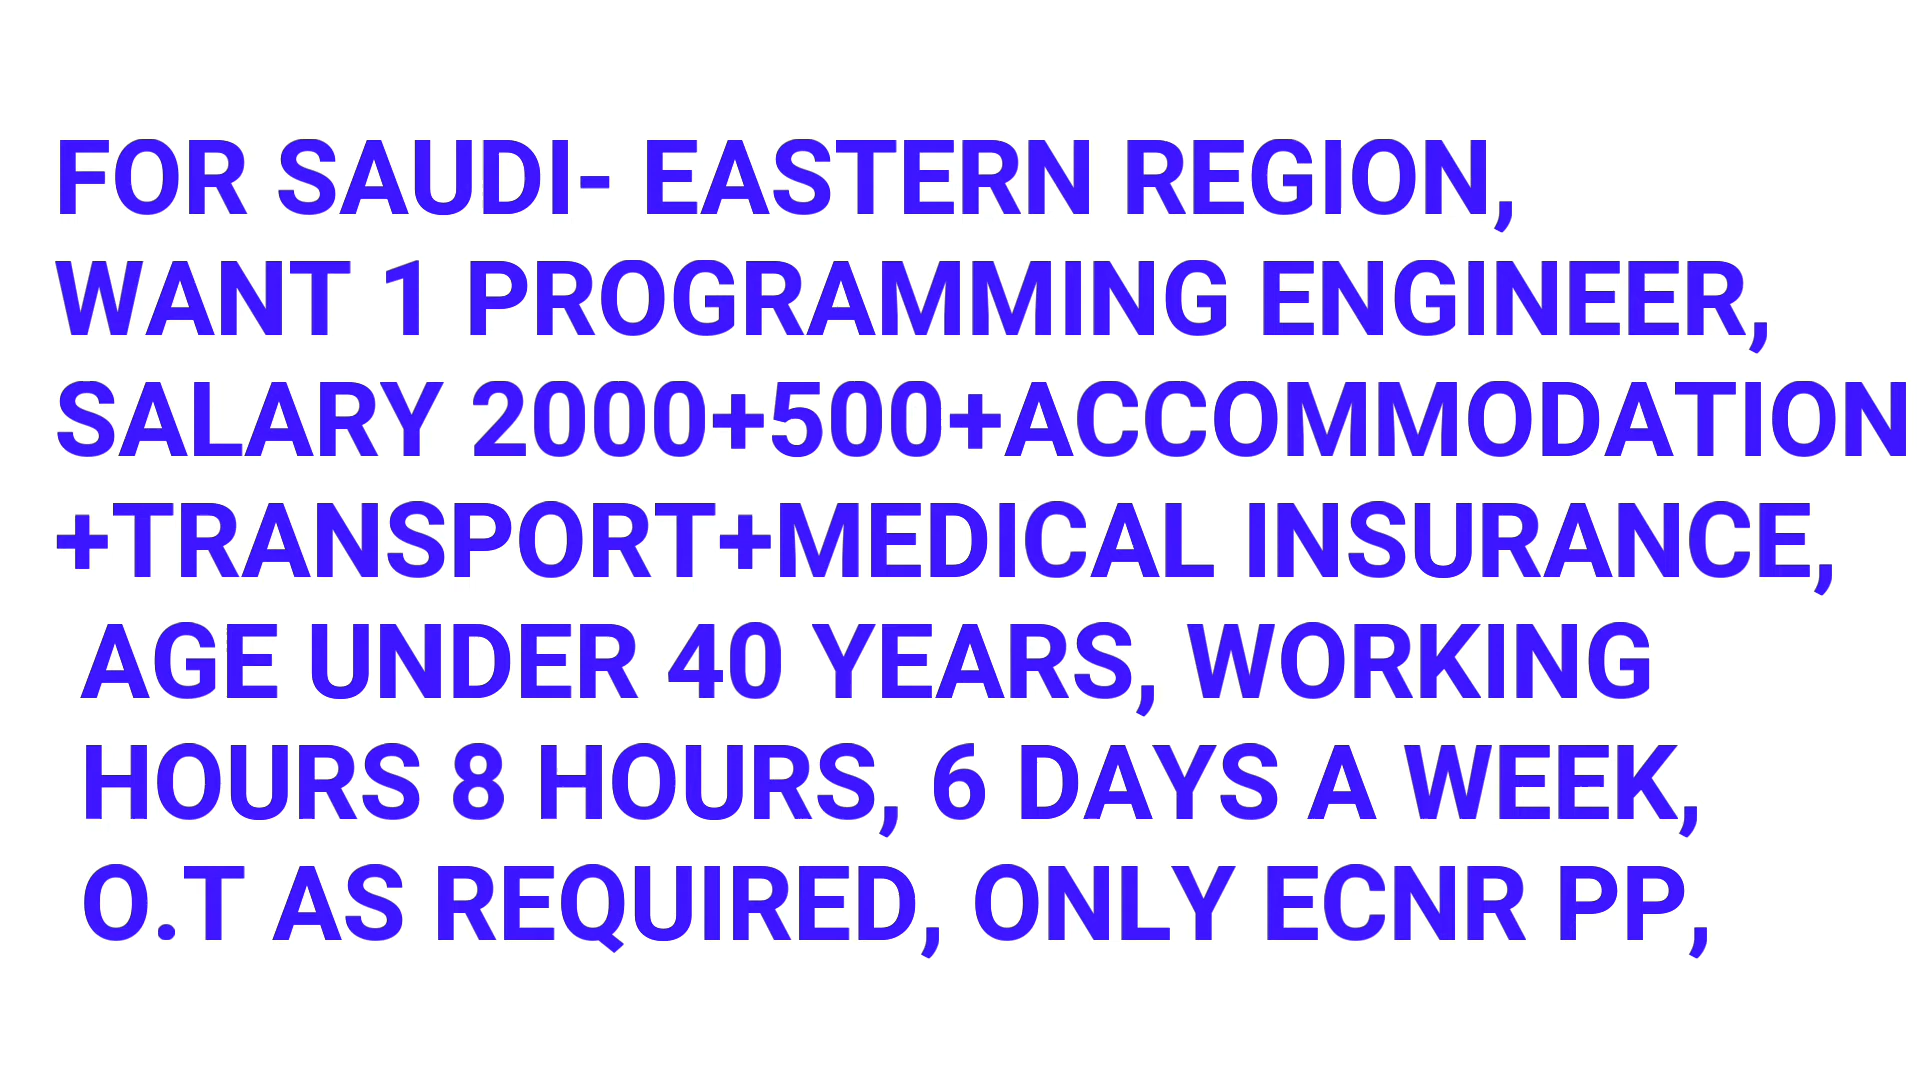 FOR SAUDI- EASTERN REGION,
WANT 1 PROGRAMMING ENGINEER,
SALARY 2000+500+ACCOMMODATION
+TRANSPORT+MEDICAL INSURANCE,
AGE UNDER 40 YEARS, WORKING
HOURS 8 HOURS, 6 DAYS A WEEK,
O.T AS REQUIRED, ONLY ECNR PP,